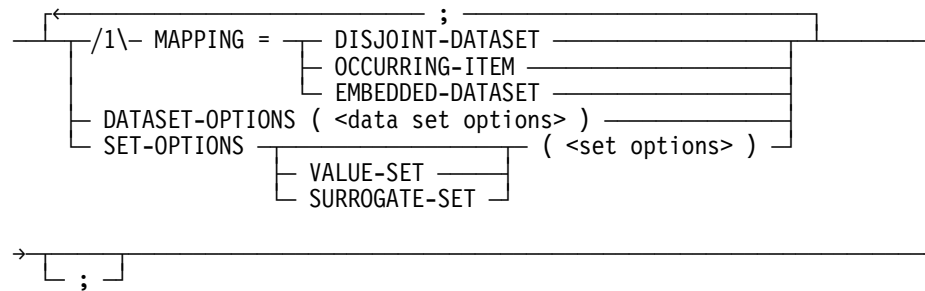 ;
/1\ MAPPING = DISJOINT-DATASET
OCCURRING-ITEM
EMBEDDED-DATASET
DATASET-OPTIONS ( <data set options> )
SET-OPTIONS ( <set options> )
VALUE-SET
SURROGATE-SET
;